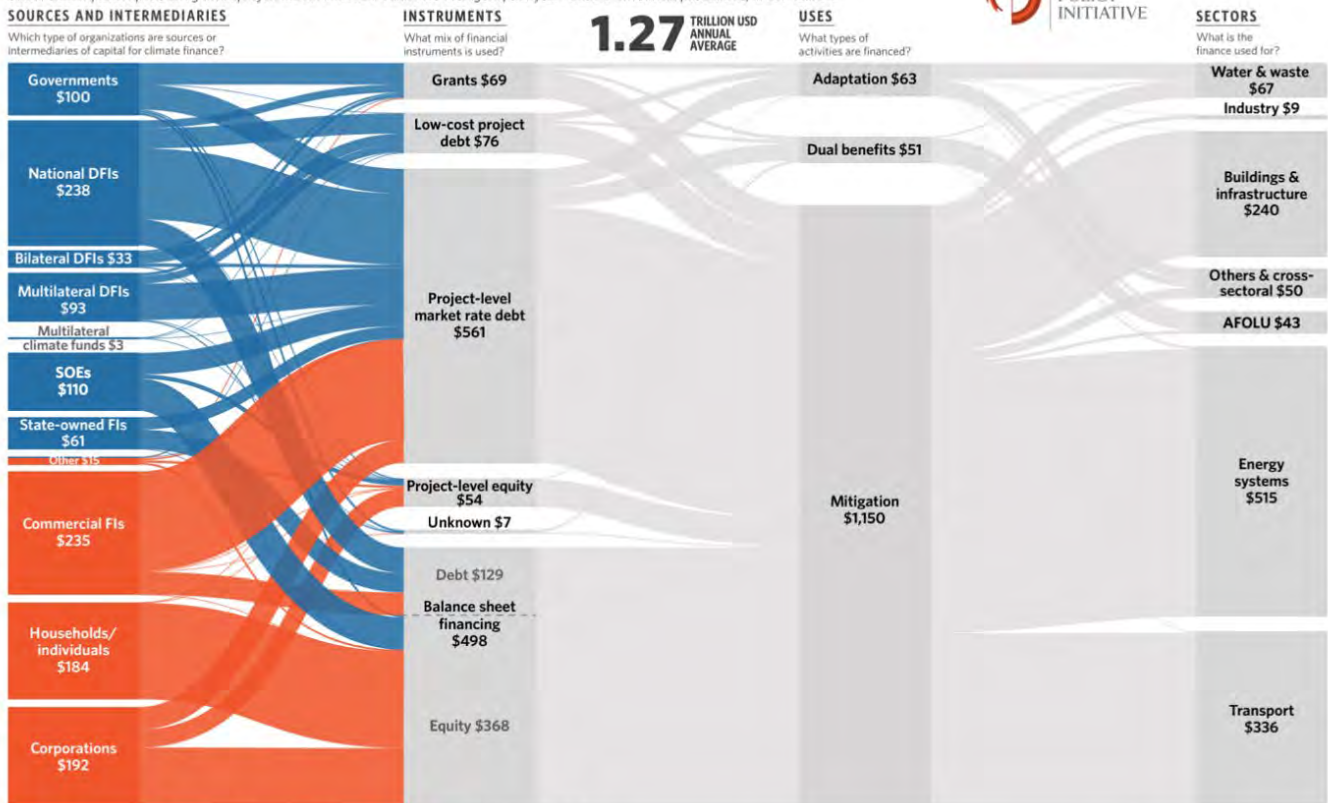 SOURCES AND INTERMEDIARIES
Which type of organizations are sources or
intermediaries of capital for climate finance?
Governments
$100
National DFIs
$238
Bilateral DFIs $33
Multilateral DFIs
$93
Multilateral
climate funds $3
SOEs
$110
State-owned FIs
$61
Other $15
Commercial FIs
$235
Households/
individuals
$184
Corporations
$192
INSTRUMENTS
What mix of financial
instruments is used?
Grants $69
Low-cost project
debt $76
Project-level
market rate debt
$561
Project-level equity
$54
Unknown $7
Debt $129
Balance sheet
financing
$498
Equity $368
1.27 TRILLION USD
ANNUAL
AVERAGE
USES
What types of
activities are financed?
Adaptation $63
Dual benefits $51
Mitigation
$1,150
INITIATIVE
SECTORS
What is the
finance used for?
Water & waste
$67
Industry $9
Buildings &
infrastructure
$240
Others & cross-
sectoral $50
AFOLU $43
Energy
systems
$515
Transport
$336